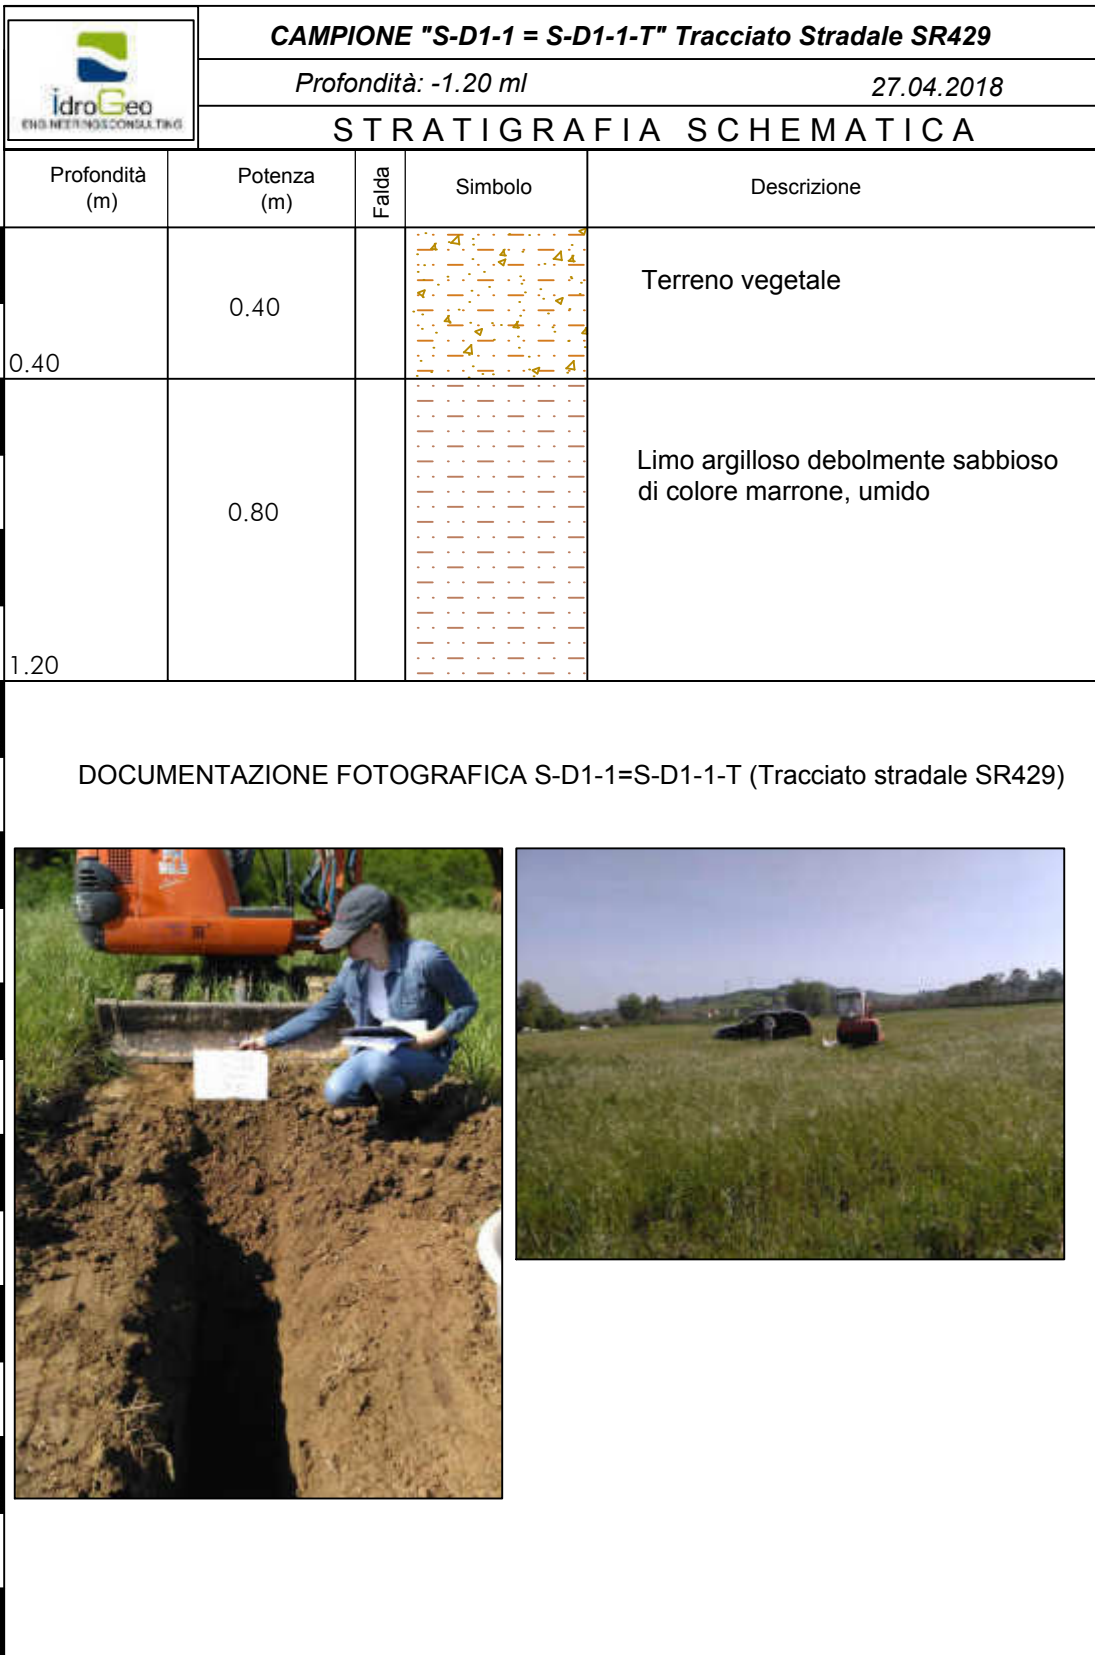 CAMPIONE "S-D1-1 = S-D1-1-T" Tracciato Stradale SR429
Profondità: -1.20 ml 27.04.2018
idroGeo
ENGINEERING&CONSULTING
STRATIGRAFIA SCHEMATICA
Profondità
(m)
Potenza
(m)
Falda
Simbolo
Descrizione
0.40
0.40
Terreno vegetale
1.20
0.80
Limo argilloso debolmente sabbioso
di colore marrone, umido
DOCUMENTAZIONE FOTOGRAFICA S-D1-1=S-D1-1-T (Tracciato stradale SR429)